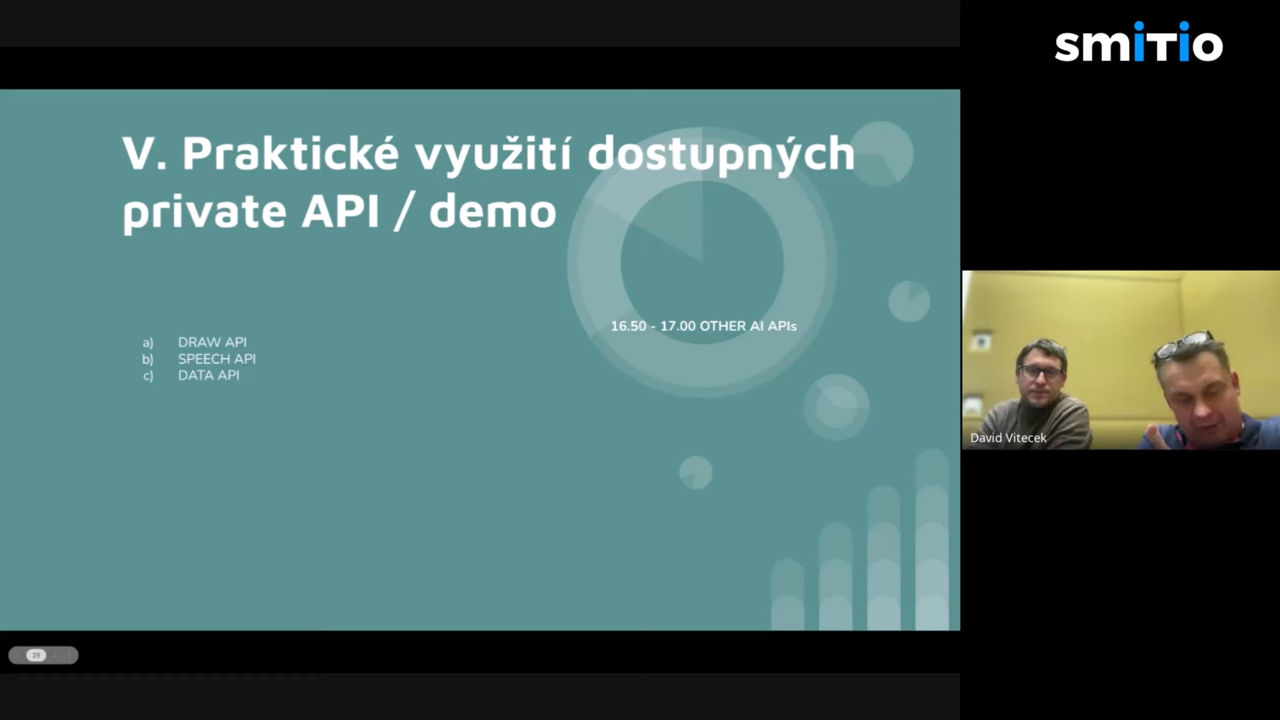 smiTio
V. Praktické využití dostupných
private API / demo
16.50 - 17.00 OTHER AI APIs
a) DRAW API
b) SPEECH API
c) DATA API
David Vitecek
29